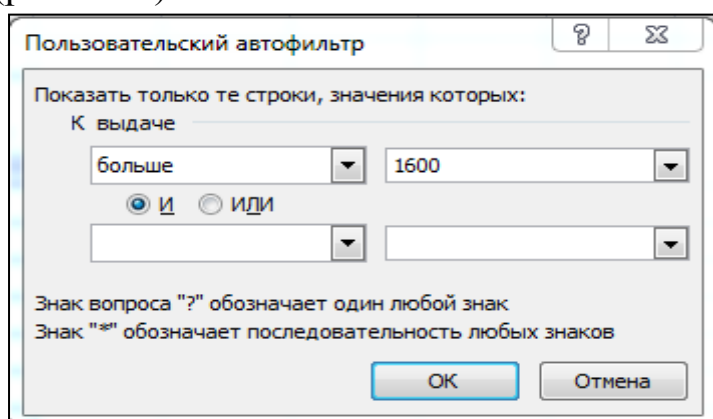 Пользовательский автофильтр
Показать только те строки, значения которых:
К выдаче
больше 1600
И ИЛИ
Знак вопроса "?" обозначает один любой знак
Знак "*" обозначает последовательность любых знаков
ОК Отмена